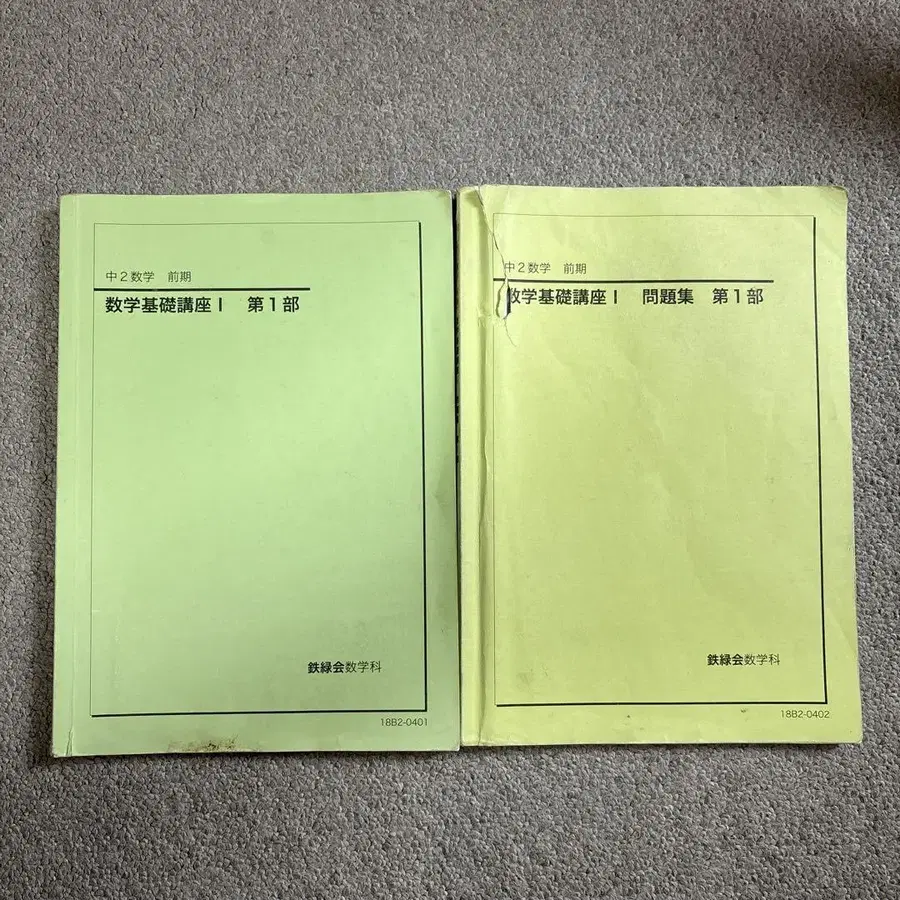 中2数学 前期
数学基礎講座Ⅰ 第1部
鉄緑会数学科
18B2-0401
中2数学 前期
数学基礎講座Ⅰ 問題集 第1部
鉄緑会数学科
18B2-0402